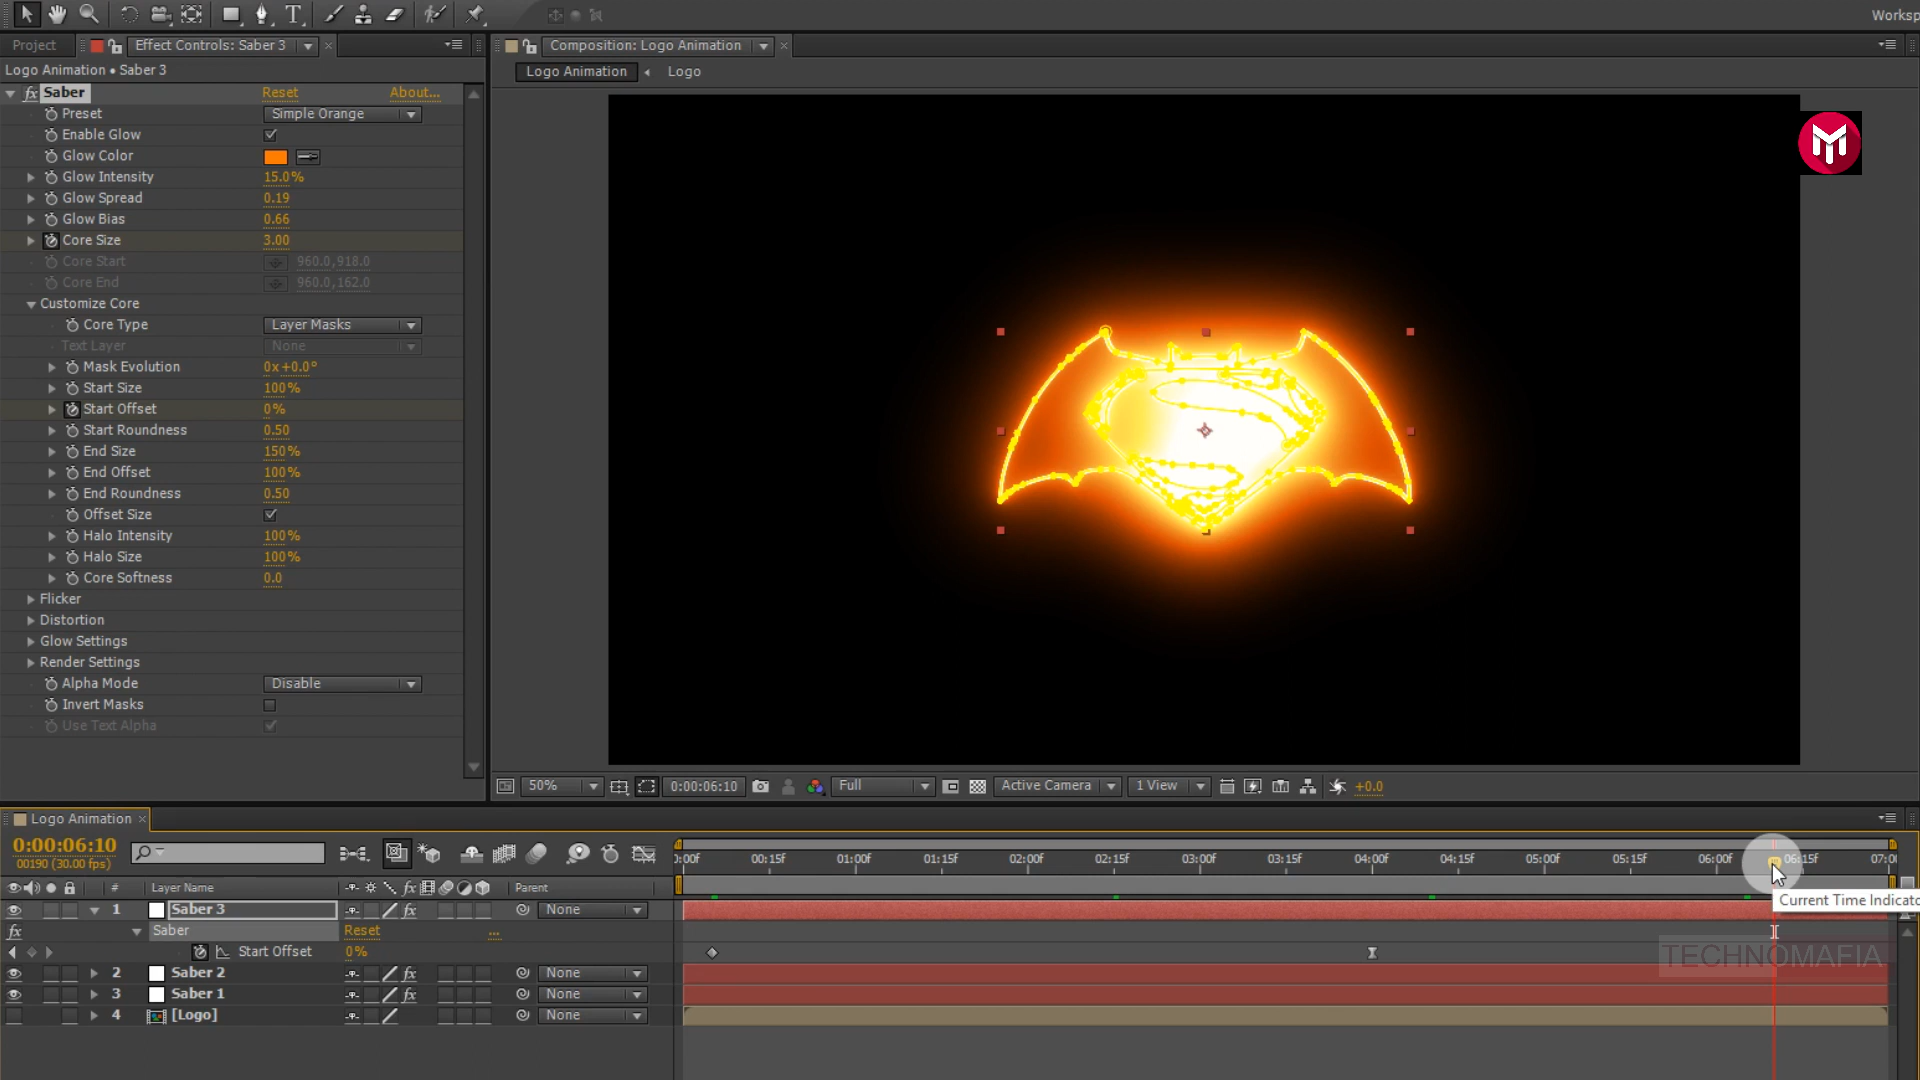 Worksp
Project
Effect Controls: Saber 3
Composition: Logo Animation
Logo Animation • Saber 3
Logo Animation
Logo
fx Saber Reset About...
Preset Simple Orange
Enable Glow
Glow Color
Glow Intensity 15.0%
Glow Spread 0.19
Glow Bias 0.66
Core Size 3.00
Core Start 960.0,918.0
Core End 960.0,162.0
Customize Core
Core Type Layer Masks
Text Layer None
Mask Evolution 0x+0.0°
Start Size 100%
Start Offset 0%
Start Roundness 0.50
End Size 150%
End Offset 100%
End Roundness 0.50
Offset Size
Halo Intensity 100%
Halo Size 100%
Core Softness 0.0
Flicker
Distortion
Glow Settings
Render Settings
Alpha Mode Disable
Invert Masks
Use Text Alpha
50% 0:00:06:10 Full Active Camera 1 View +0.0
Logo Animation
0:00:06:10
00190 (30.00 fps)
):00f 00:15f 01:00f 01:15f 02:00f 02:15f 03:00f 03:15f 04:00f 04:15f 05:00f 05:15f 06:00f 06:15f 07:00
# Layer Name fx Parent
Current Time Indicato
1 Saber 3 fx None
fx Saber Reset ...
Start Offset 0%
TECHNOMAFIA
2 Saber 2 fx None
3 Saber 1 fx None
4 [Logo] None